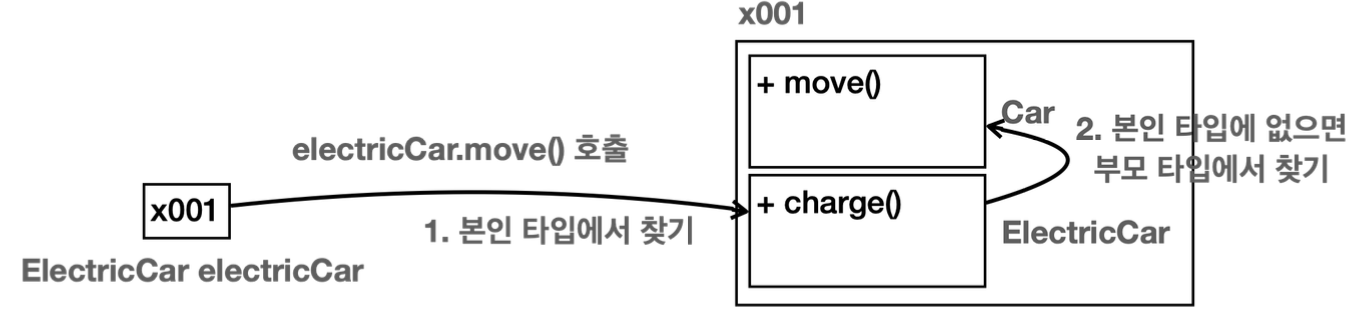 x001
+ move()
Car
2. 본인 타입에 없으면
부모 타입에서 찾기
electricCar.move() 호출
x001
+ charge()
1. 본인 타입에서 찾기
ElectricCar
ElectricCar electricCar